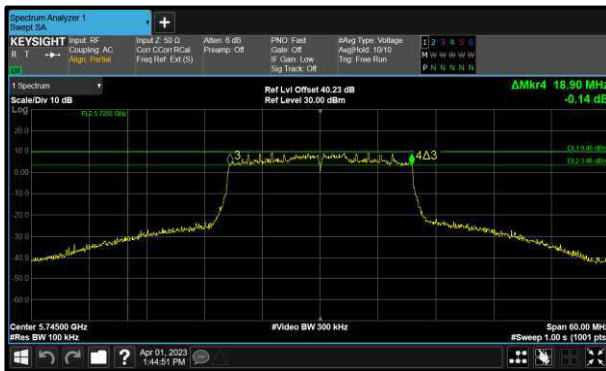 Spectrum Analyzer 1
Swept SA
KEYSIGHT
R T
Input: RF
Coupling: AC
Align: Partial
Input Z: 50 Ω
Corr CCorr RCal
Freq Ref: Ext (S)
Atten: 6 dB
Preamp: Off
PNO: Fast
Gate: Off
IF Gain: Low
Sig Track: Off
#Avg Type: Voltage
Avg|Hold: 10/10
Trig: Free Run
1 2 3 4 5 6
M W W W W W
P N N N N N
1 Spectrum
Scale/Div 10 dB
Ref Lvl Offset 40.23 dB
Ref Level 30.00 dBm
ΔMkr4 18.90 MHz
-0.14 dB
Log
20.0
10.0
0.00
-10.0
-20.0
-30.0
-40.0
-50.0
-60.0
3
4Δ3
Center 5.74500 GHz
#Res BW 100 kHz
#Video BW 300 kHz
Span 60.00 MHz
#Sweep 1.00 s (1001 pts)
?
Apr 01, 2023
1:44:51 PM